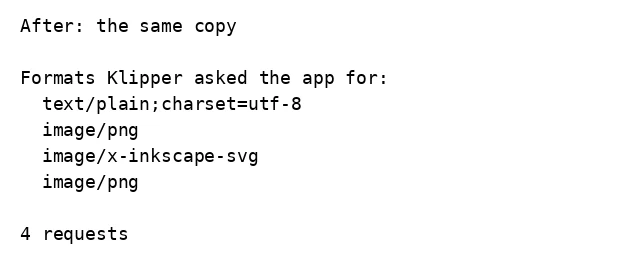 After: the same copy
Formats Klipper asked the app for:
text/plain;charset=utf-8
image/png
image/x-inkscape-svg
image/png
4 requests